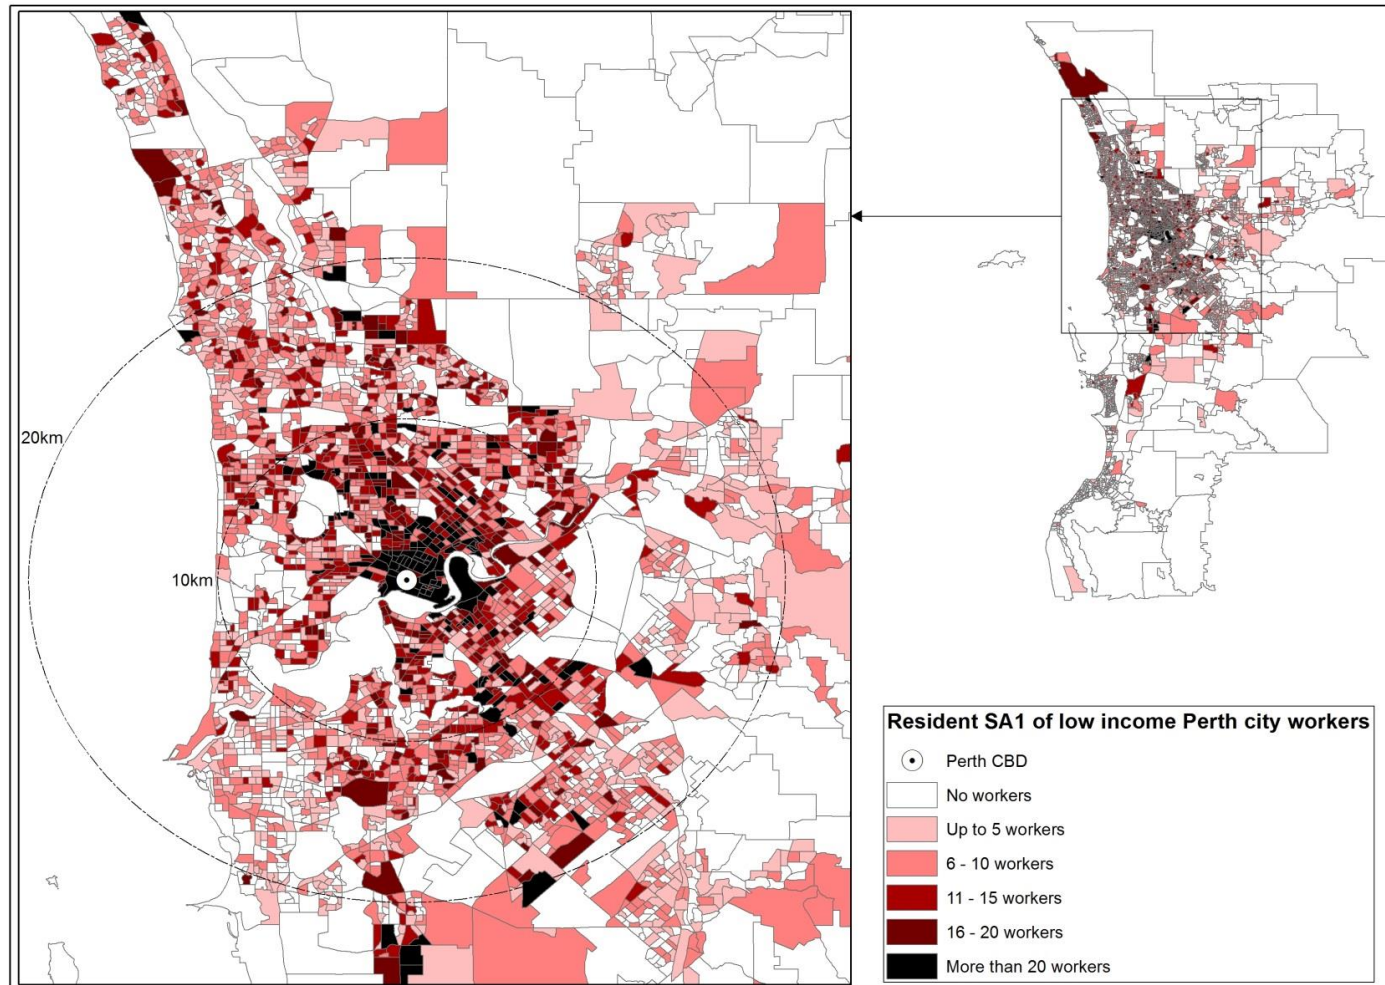 20km
10km
Resident SA1 of low income Perth city workers
Perth CBD
No workers
Up to 5 workers
6 - 10 workers
11 - 15 workers
16 - 20 workers
More than 20 workers